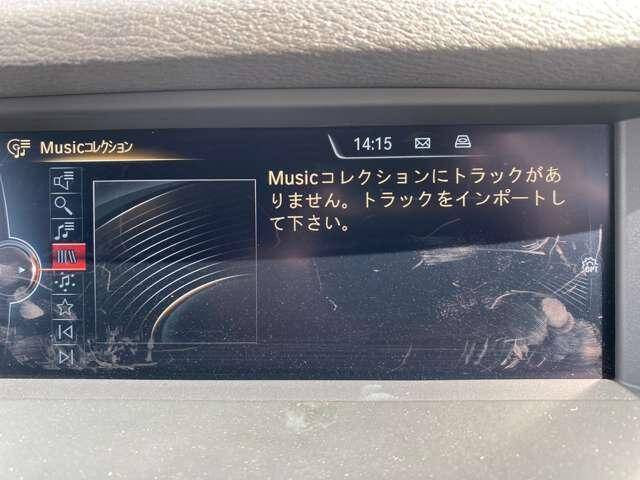 Musicコレクション
14:15
Musicコレクションにトラックがあ
りません。トラックをインポートし
て下さい。
OPT